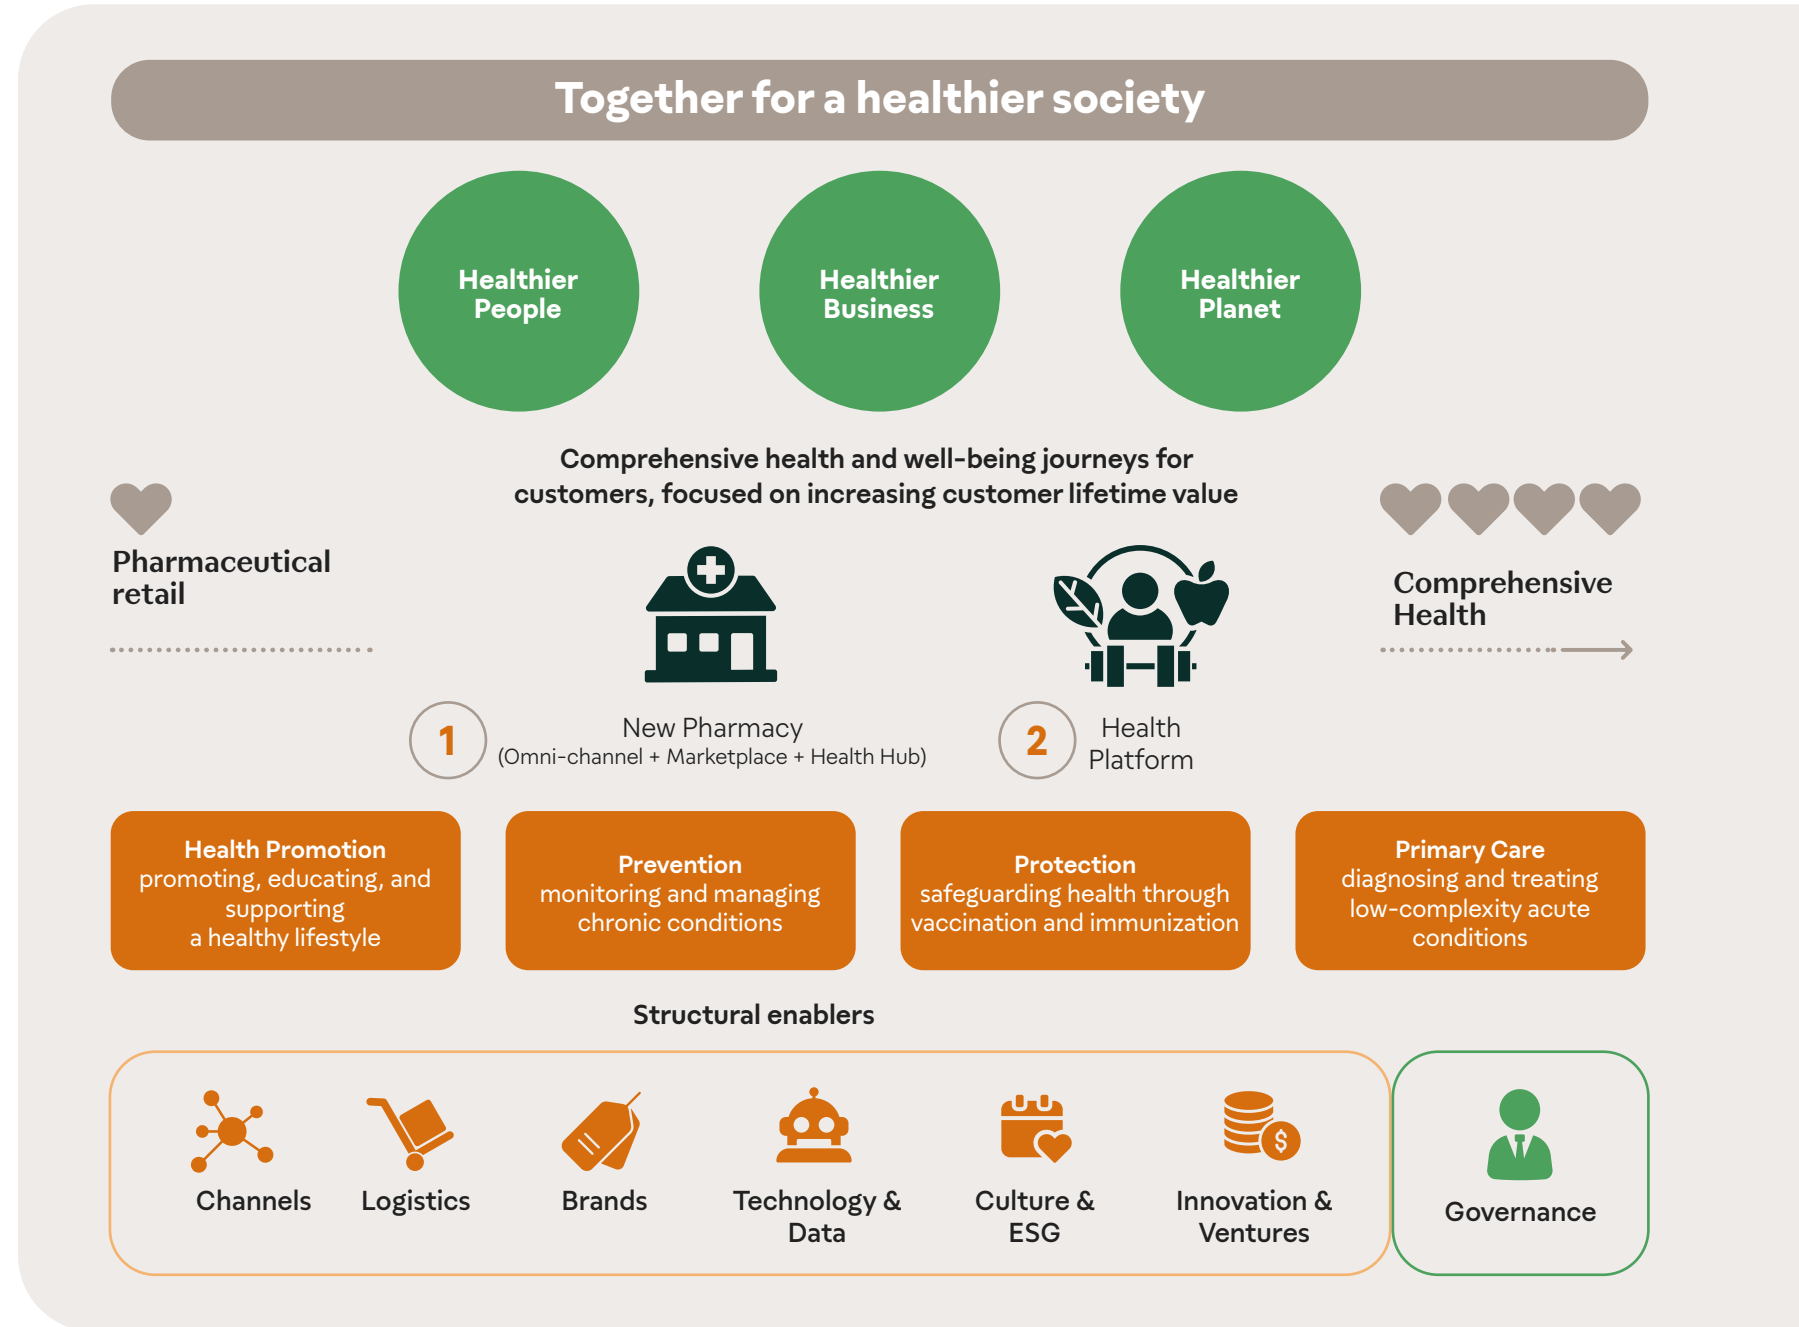 Together for a healthier society
Healthier
People
Healthier
Business
Healthier
Planet
Comprehensive health and well-being journeys for
customers, focused on increasing customer lifetime value
Pharmaceutical
retail
Comprehensive
Health
1
New Pharmacy
(Omni-channel + Marketplace + Health Hub)
2
Health
Platform
Health Promotion
promoting, educating, and
supporting
a healthy lifestyle
Prevention
monitoring and managing
chronic conditions
Protection
safeguarding health through
vaccination and immunization
Primary Care
diagnosing and treating
low-complexity acute
conditions
Structural enablers
Channels
Logistics
Brands
Technology &
Data
Culture &
ESG
$
Innovation &
Ventures
Governance